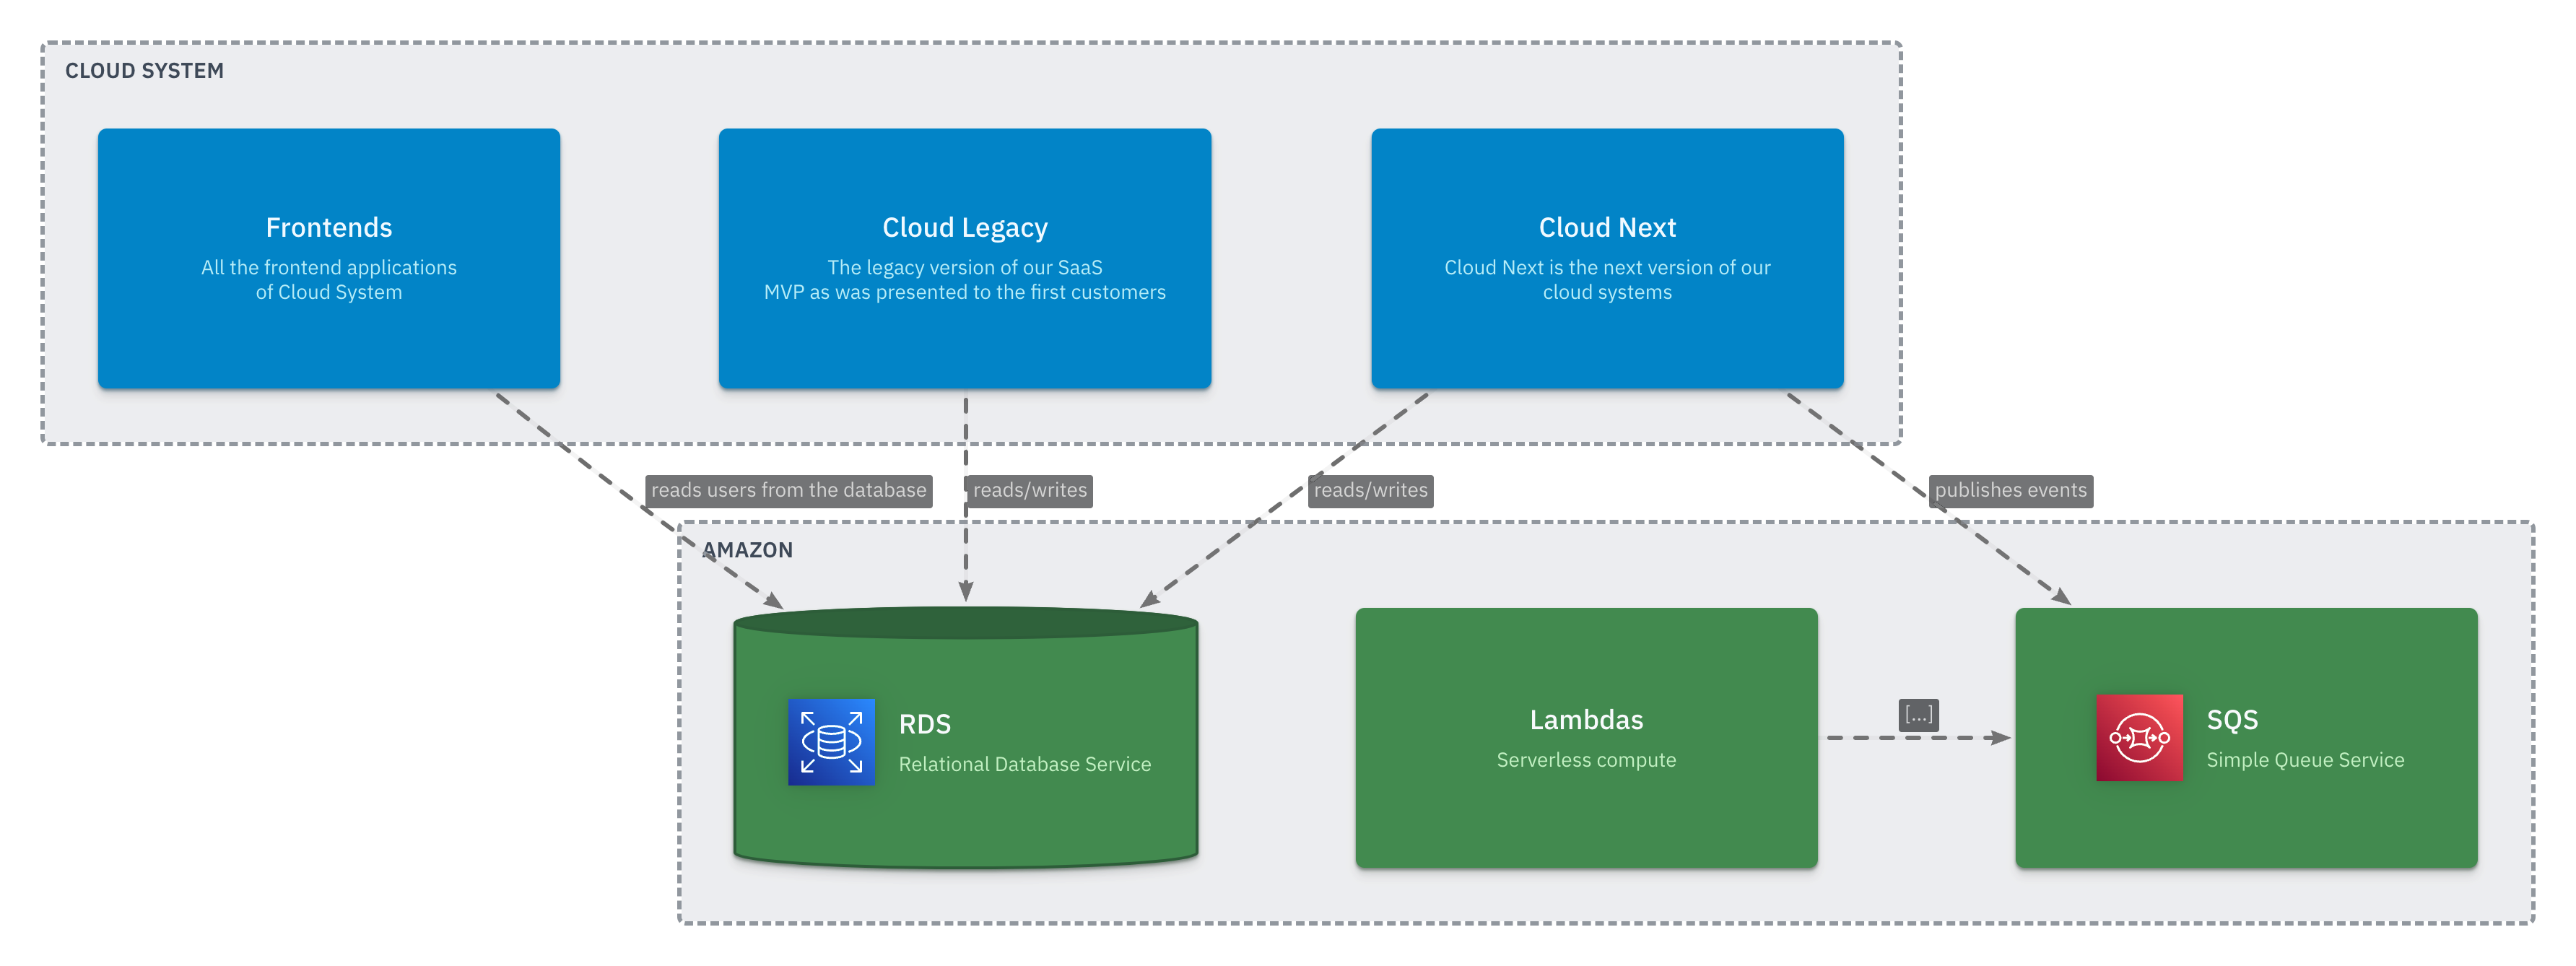 CLOUD SYSTEM
Frontends
All the frontend applications
of Cloud System
Cloud Legacy
The legacy version of our SaaS
MVP as was presented to the first customers
Cloud Next
Cloud Next is the next version of our
cloud systems
reads users from the database
reads/writes
reads/writes
publishes events
AMAZON
RDS
Relational Database Service
Lambdas
Serverless compute
[...]
SQS
Simple Queue Service